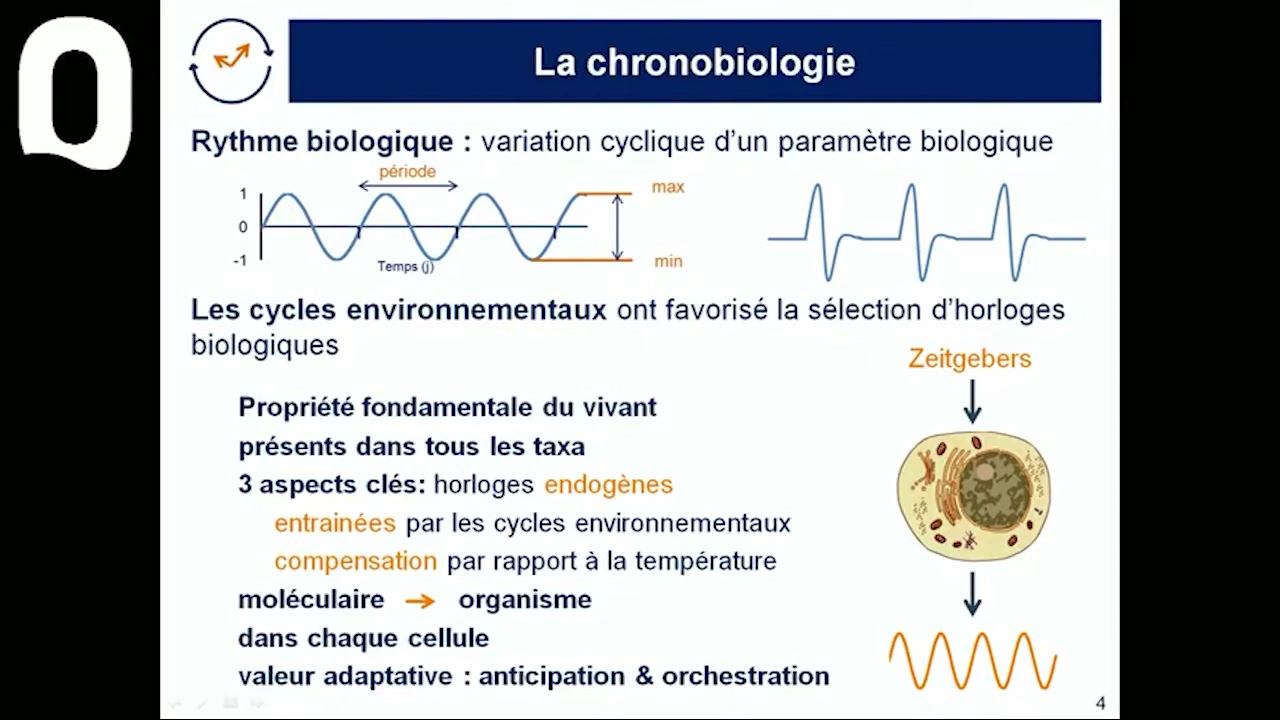 La chronobiologie
Rythme biologique : variation cyclique d'un paramètre biologique
période
1
0
-1
Temps (j)
max
min
Les cycles environnementaux ont favorisé la sélection d'horloges
biologiques
Zeitgebers
Propriété fondamentale du vivant
présents dans tous les taxa
3 aspects clés: horloges endogènes
entrainées par les cycles environnementaux
compensation par rapport à la température
moléculaire → organisme
dans chaque cellule
valeur adaptative : anticipation & orchestration
4